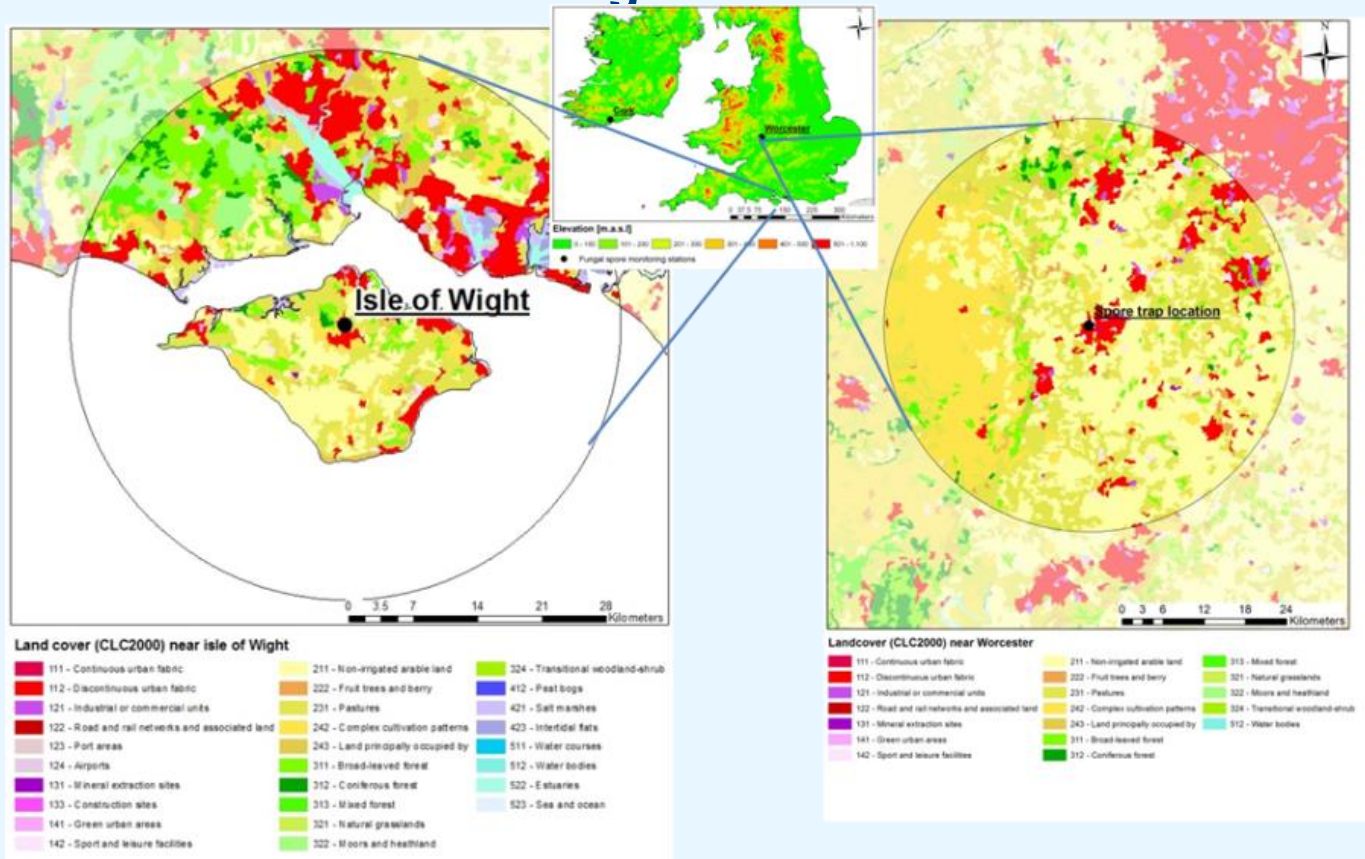 N
Cork
Worcester
Kilometers
Elevation [m.a.s.l]
Fungal spore monitoring stations
Isle of Wight
0 3.5 7 14 21 28
Kilometers
Land cover (CLC2000) near isle of Wight
111 - Continuous urban fabric
112 - Discontinuous urban fabric
121 - Industrial or commercial units
122 - Road and rail networks and associated land
123 - Port areas
124 - Airports
131 - Mineral extraction sites
133 - Construction sites
141 - Green urban areas
142 - Sport and leisure facilities
211 - Non-irrigated arable land
222 - Fruit trees and berry
231 - Pastures
242 - Complex cultivation patterns
243 - Land principally occupied by
311 - Broad-leaved forest
312 - Coniferous forest
313 - Mixed forest
321 - Natural grasslands
322 - Moors and heathland
324 - Transitional woodland-shrub
412 - Peat bogs
421 - Salt marshes
423 - Intertidal flats
511 - Water courses
512 - Water bodies
522 - Estuaries
523 - Sea and ocean
N
Spore trap location
0 3 6 12 18 24
Kilometers
Landcover (CLC2000) near Worcester
111 - Continuous urban fabric
112 - Discontinuous urban fabric
121 - Industrial or commercial units
122 - Road and rail networks and associated land
131 - Mineral extraction sites
141 - Green urban areas
142 - Sport and leisure facilities
211 - Non-irrigated arable land
222 - Fruit trees and berry
231 - Pastures
242 - Complex cultivation patterns
243 - Land principally occupied by
311 - Broad-leaved forest
312 - Coniferous forest
313 - Mixed forest
321 - Natural grasslands
322 - Moors and heathland
324 - Transitional woodland-shrub
512 - Water bodies